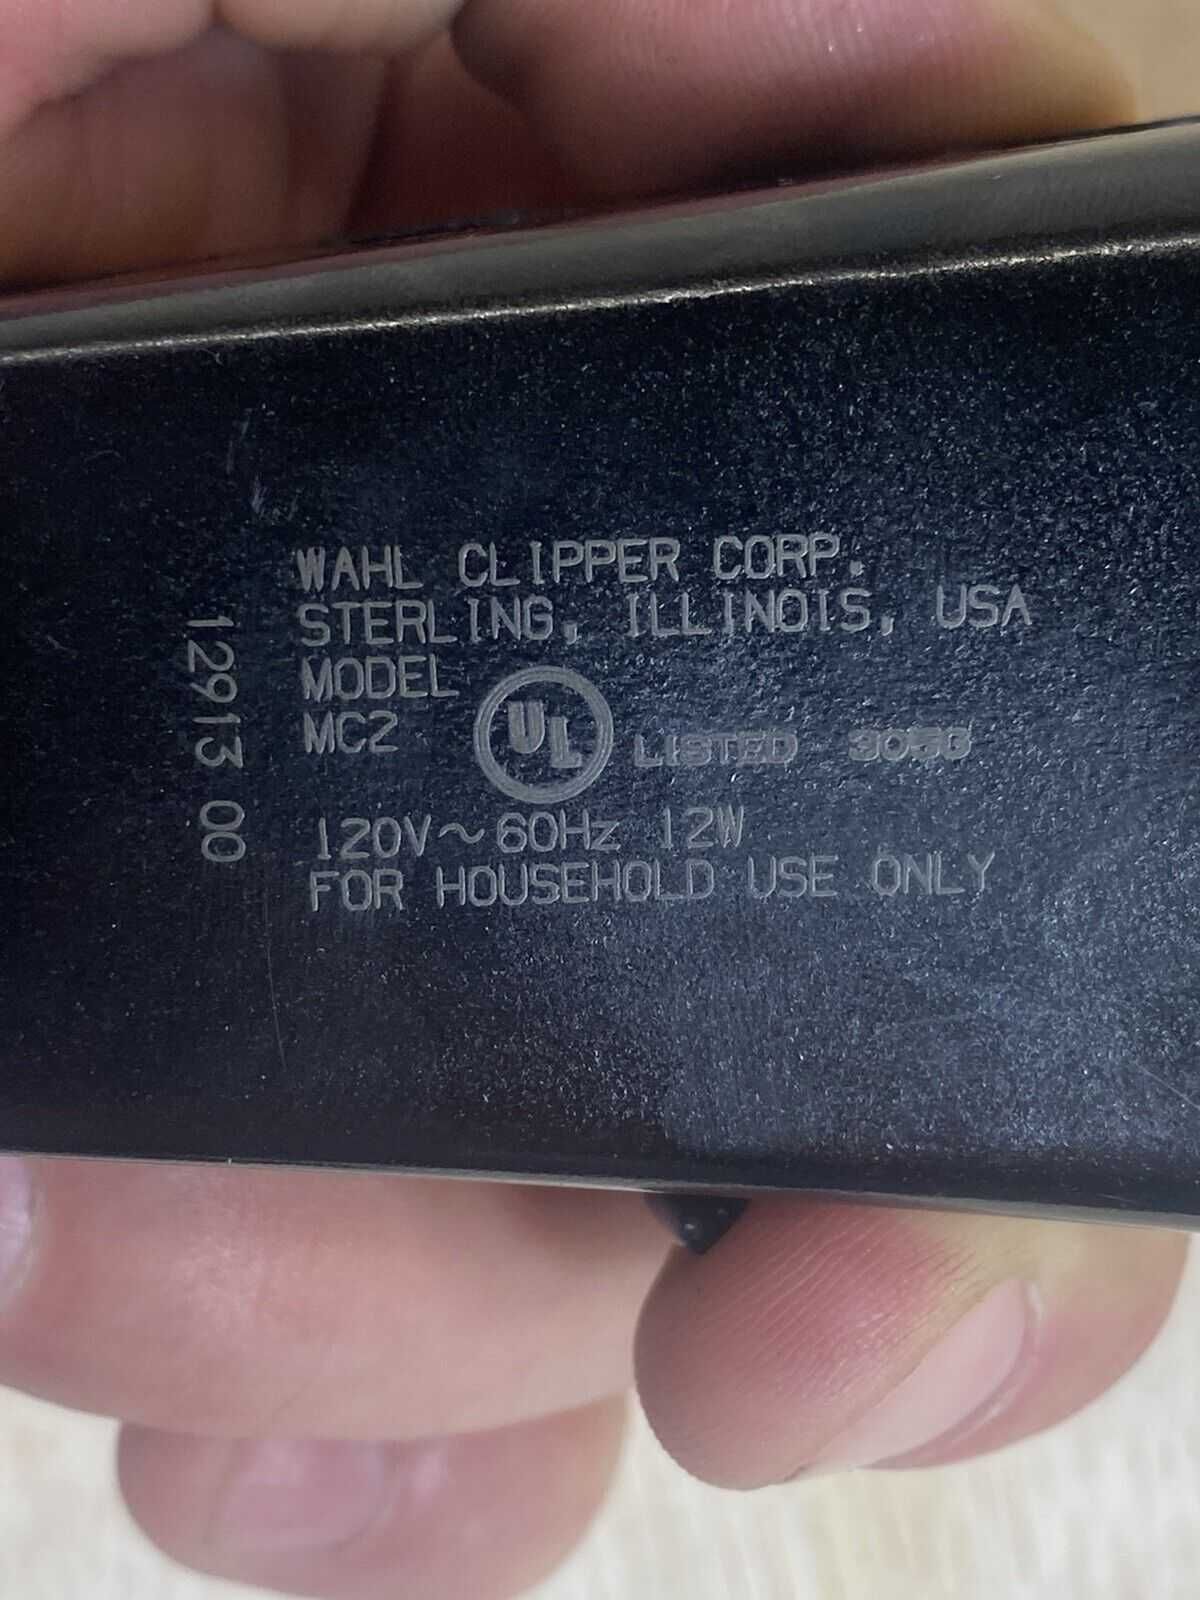 WAHL CLIPPER CORP.
STERLING, ILLINOIS, USA
MODEL
MC2
UL LISTED 305G
120V~60Hz 12W
FOR HOUSEHOLD USE ONLY
12913 00